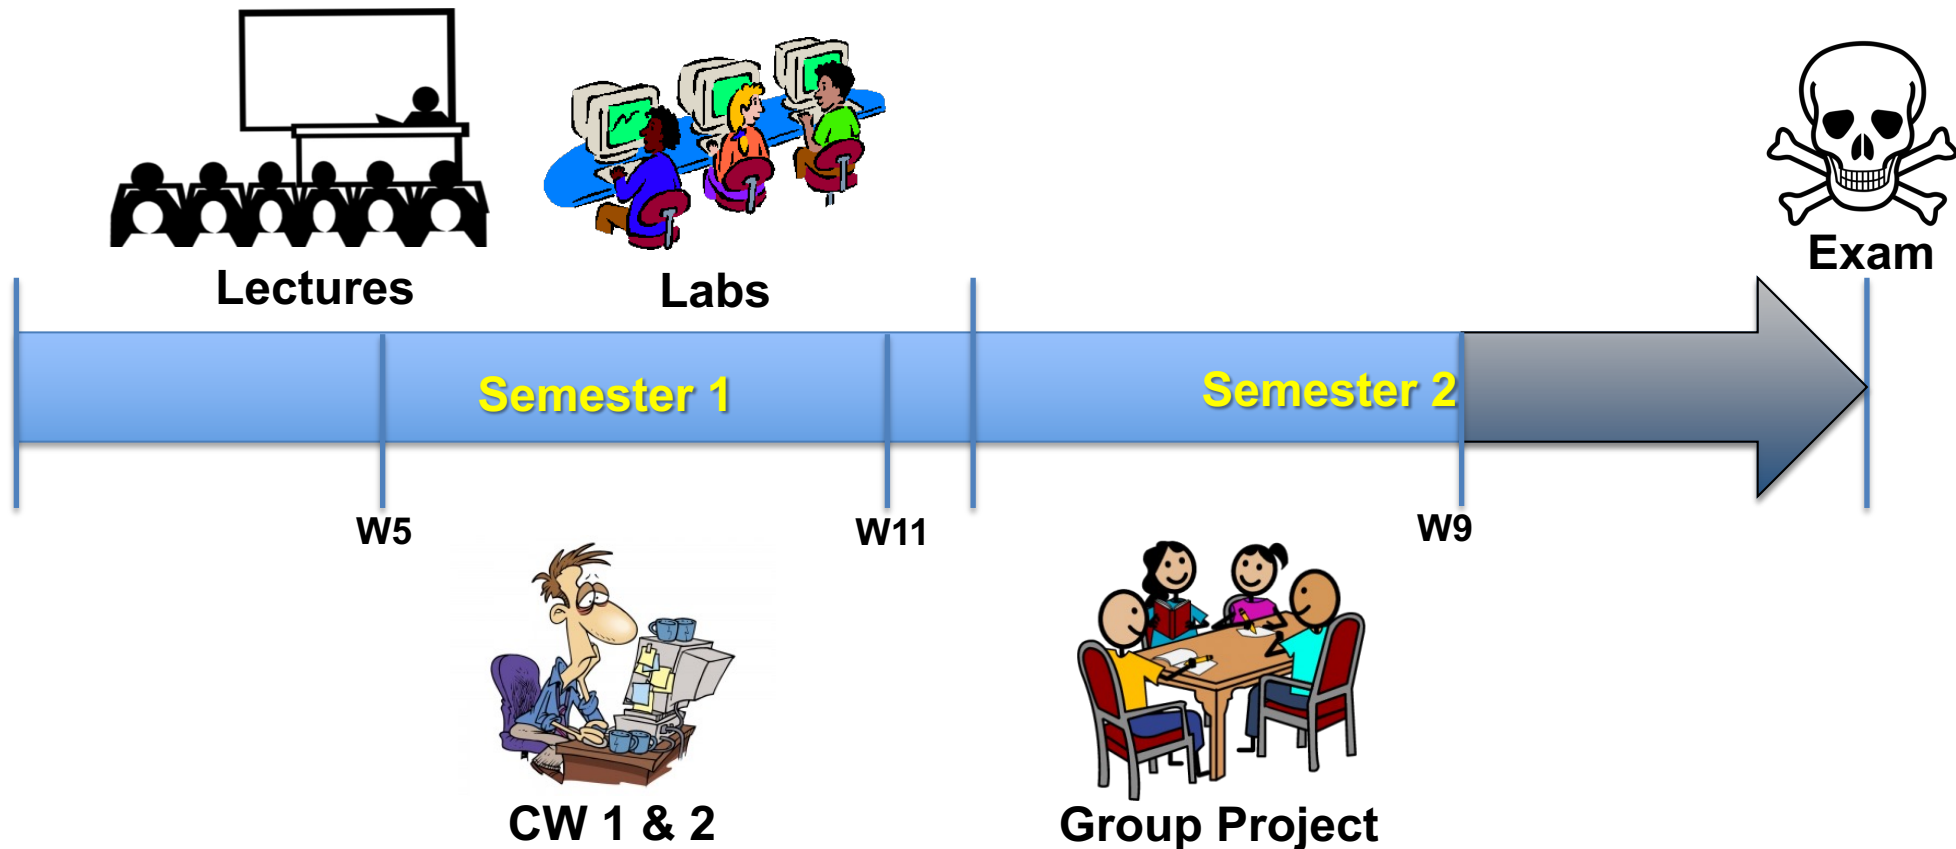 Exam
Lectures
Labs
Semester 1
Semester 2
W5
W11
W9
CW 1 & 2
Group Project